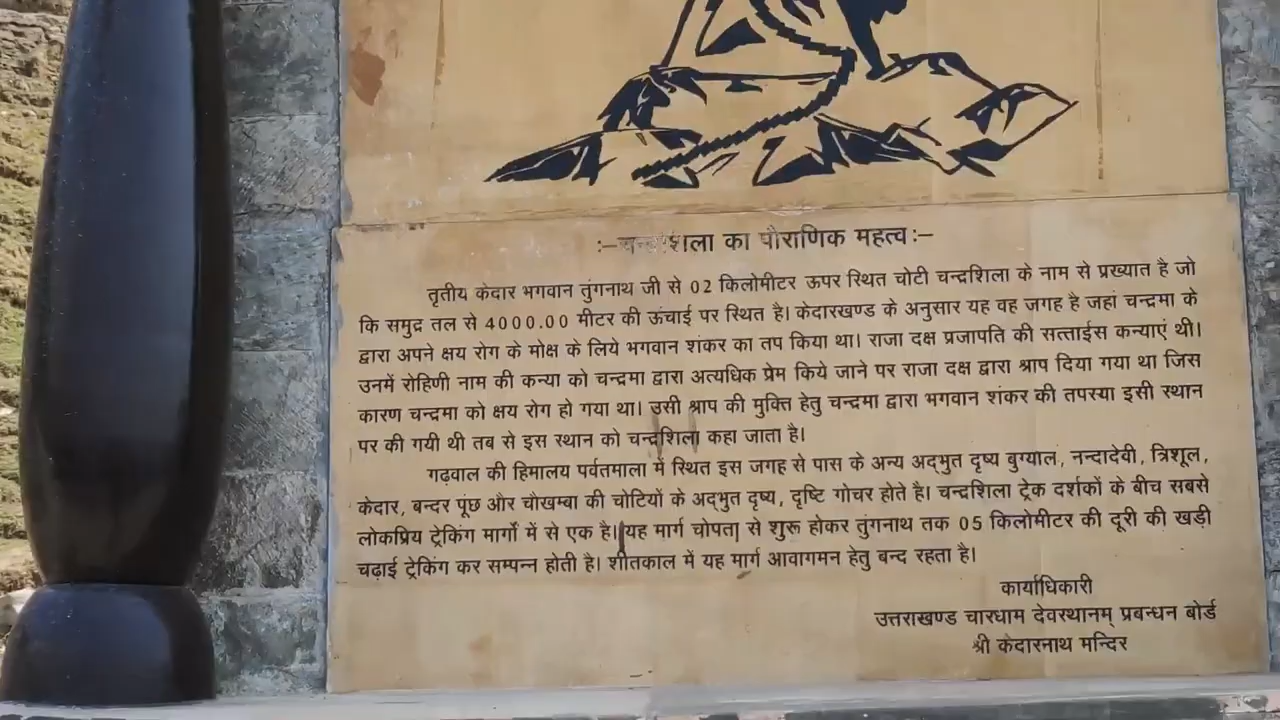 :–चन्द्रशिला का पौराणिक महत्व:–
तृतीय केदार भगवान तुंगनाथ जी से 02 किलोमीटर ऊपर स्थित चोटी चन्द्रशिला के नाम से प्रख्यात है जो
कि समुद्र तल से 4000.00 मीटर की ऊंचाई पर स्थित है। केदारखण्ड के अनुसार यह वह जगह है जहां चन्द्रमा के
द्वारा अपने क्षय रोग के मोक्ष के लिये भगवान शंकर का तप किया था। राजा दक्ष प्रजापति की सत्ताईस कन्याएं थी।
उनमें रोहिणी नाम की कन्या को चन्द्रमा द्वारा अत्यधिक प्रेम किये जाने पर राजा दक्ष द्वारा श्राप दिया गया था जिस
कारण चन्द्रमा को क्षय रोग हो गया था। उसी श्राप की मुक्ति हेतु चन्द्रमा द्वारा भगवान शंकर की तपस्या इसी स्थान
पर की गयी थी तब से इस स्थान को चन्द्रशिला कहा जाता है।
गढ़वाल की हिमालय पर्वतमाला में स्थित इस जगह से पास के अन्य अद्‌भुत दृष्य बुग्याल, नन्दादेवी, त्रिशूल,
केदार, बन्दर पूंछ और चोखम्बा की चोटियों के अद्‌भुत दृष्य, दृष्टि गोचर होते है। चन्द्रशिला ट्रेक दर्शकों के बीच सबसे
लोकप्रिय ट्रेकिंग मार्गो में से एक है। यह मार्ग चोपता से शुरू होकर तुंगनाथ तक 05 किलोमीटर की दूरी की खड़ी
चढ़ाई ट्रेकिंग कर सम्पन्न होती है। शीतकाल में यह मार्ग आवागमन हेतु बन्द रहता है।
कार्याधिकारी
उत्तराखण्ड चारधाम देवस्थानम् प्रबन्धन बोर्ड
श्री केदारनाथ मन्दिर